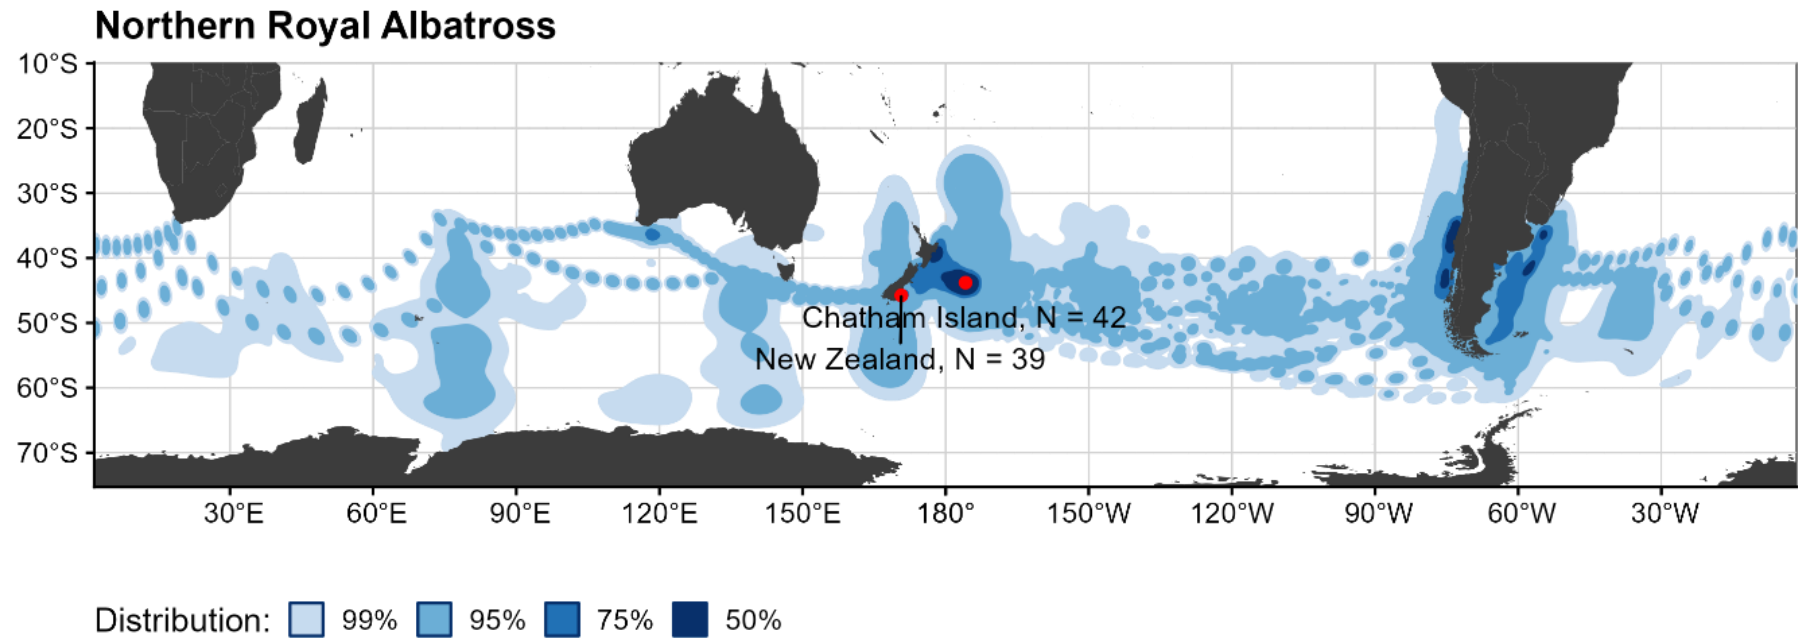 Northern Royal Albatross
10°S
20°S
30°S
40°S
50°S
60°S
70°S
Chatham Island, N = 42
New Zealand, N = 39
30°E 60°E 90°E 120°E 150°E 180° 150°W 120°W 90°W 60°W 30°W
Distribution: 99% 95% 75% 50%